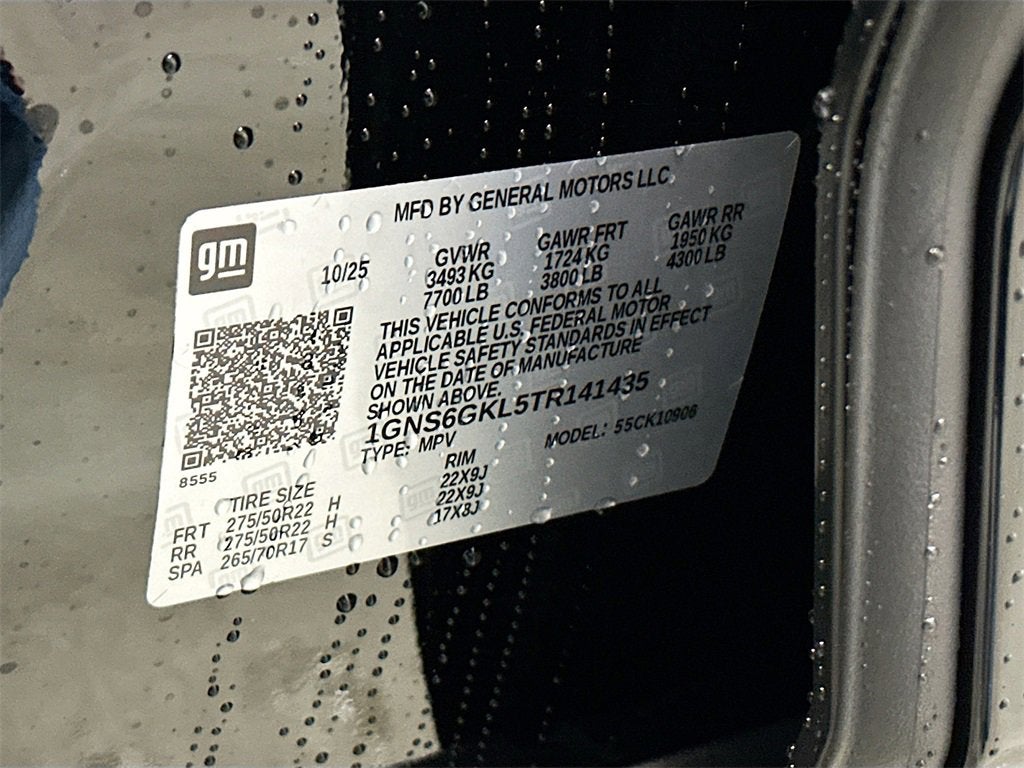 MFD BY GENERAL MOTORS LLC
gm
10/25
GVWR GAWR FRT GAWR RR
3493 KG 1724 KG 1950 KG
7700 LB 3800 LB 4300 LB
THIS VEHICLE CONFORMS TO ALL
APPLICABLE U.S. FEDERAL MOTOR
VEHICLE SAFETY STANDARDS IN EFFECT
ON THE DATE OF MANUFACTURE
SHOWN ABOVE.
1GNS6GKL5TR141435
TYPE: MPV MODEL: 55CK10906
8555
TIRE SIZE RIM
FRT 275/50R22 H 22X9J
RR 275/50R22 H 22X9J
SPA 265/70R17 S 17X8J